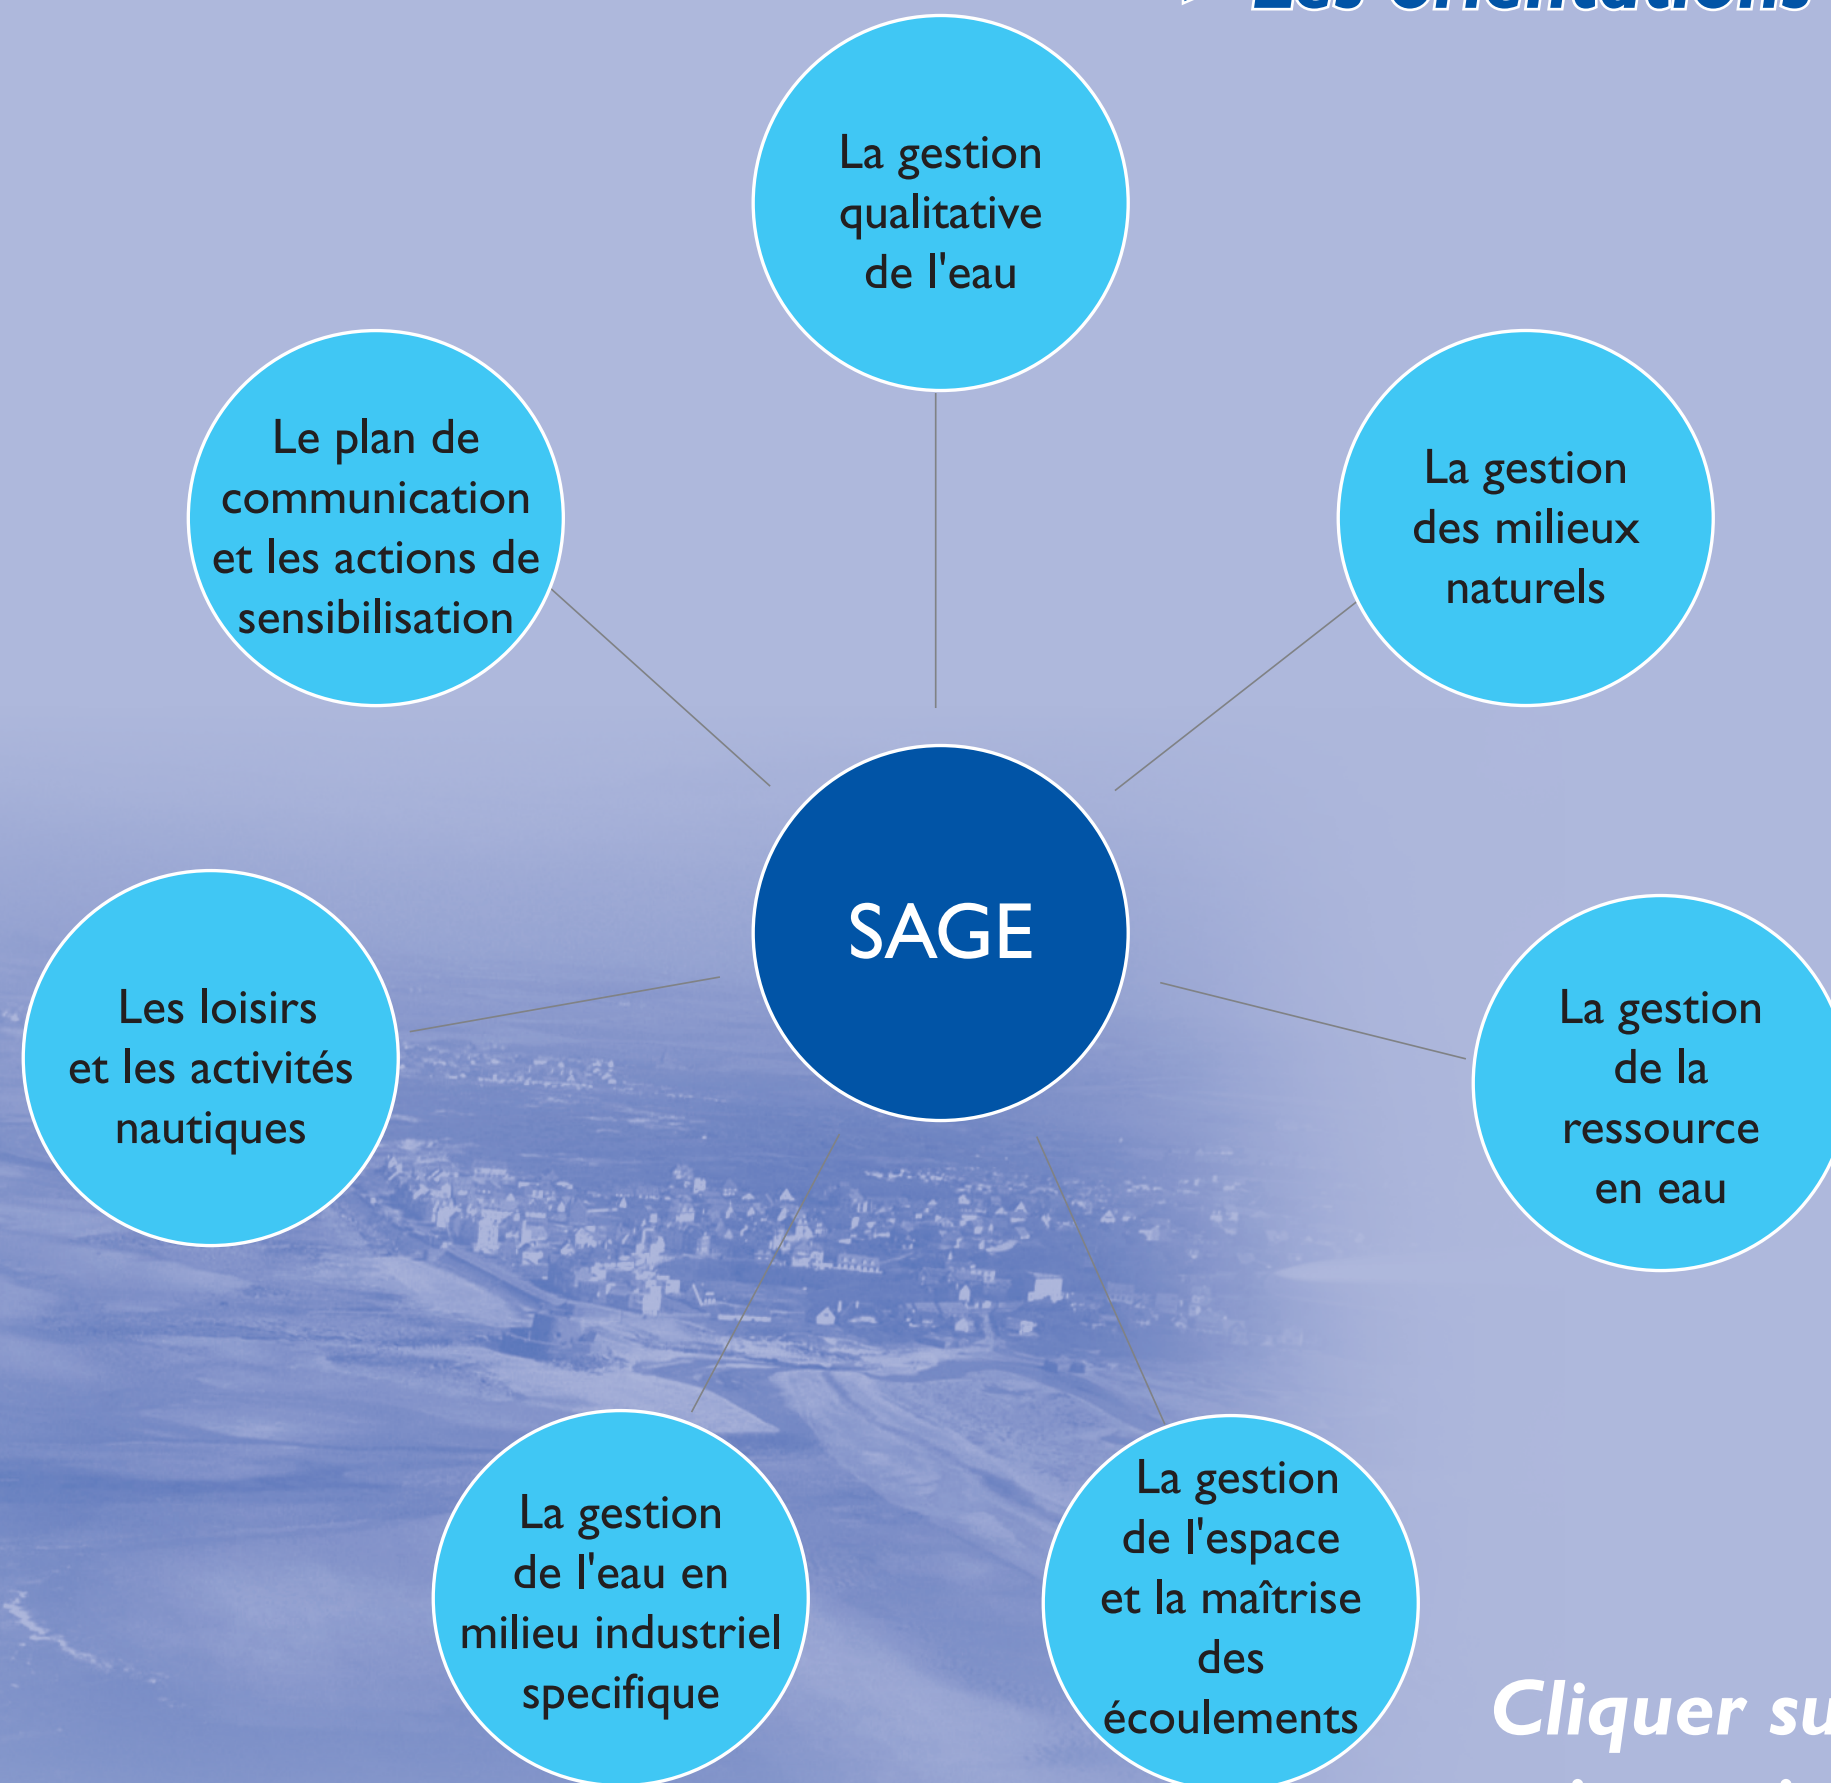 Les orientations
La gestion
qualitative
de l'eau
Le plan de
communication
et les actions de
sensibilisation
La gestion
des milieux
naturels
SAGE
Les loisirs
et les activités
nautiques
La gestion
de la
ressource
en eau
La gestion
de l'eau en
milieu industriel
specifique
La gestion
de l'espace
et la maîtrise
des
écoulements
Cliquer su